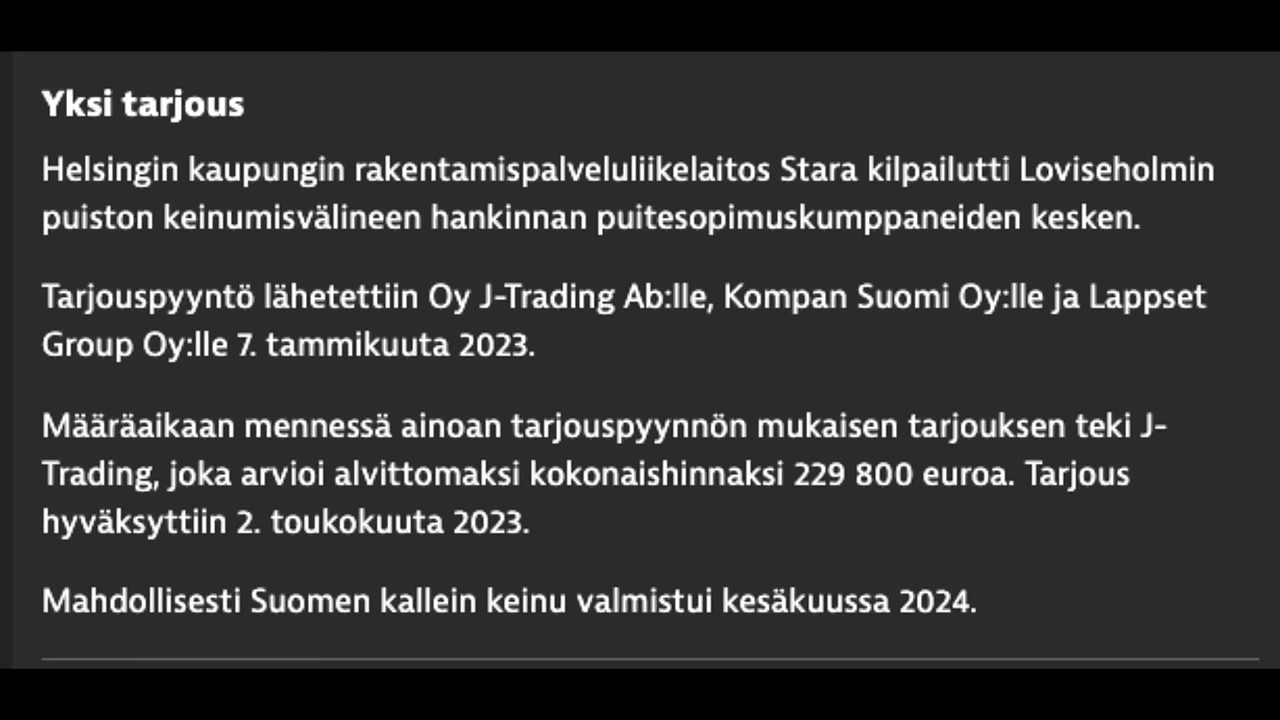 Yksi tarjous
Helsingin kaupungin rakentamispalveluliikelaitos Stara kilpailutti Loviseholmin
puiston keinumisvälineen hankinnan puitesopimuskumppaneiden kesken.
Tarjouspyyntö lähetettiin Oy J-Trading Ab:lle, Kompan Suomi Oy:lle ja Lappset
Group Oy:lle 7. tammikuuta 2023.
Määräaikaan mennessä ainoan tarjouspyynnön mukaisen tarjouksen teki J-
Trading, joka arvioi alvittomaksi kokonaishinnaksi 229 800 euroa. Tarjous
hyväksyttiin 2. toukokuuta 2023.
Mahdollisesti Suomen kallein keinu valmistui kesäkuussa 2024.